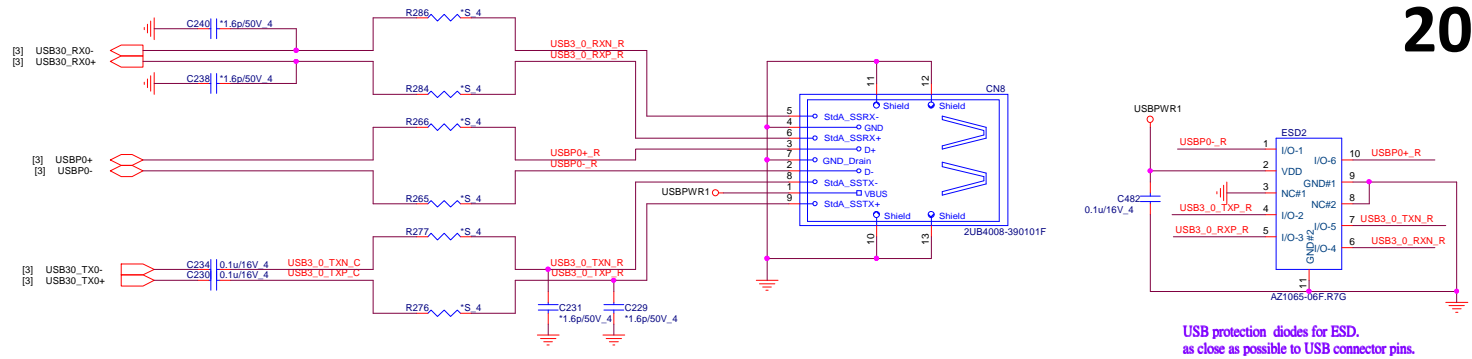 20
R286 *S_4
C240 *1.6p/50V_4
[3] USB30_RX0-
[3] USB30_RX0+
USB3_0_RXN_R
USB3_0_RXP_R
C238 *1.6p/50V_4
R284 *S_4
R266 *S_4
[3] USBP0+
[3] USBP0-
USBP0+_R
USBP0-_R
R265 *S_4
USBPWR1
R277 *S_4
[3] USB30_TX0-
[3] USB30_TX0+
C234 0.1u/16V_4
C230 0.1u/16V_4
USB3_0_TXN_C
USB3_0_TXP_C
USB3_0_TXN_R
USB3_0_TXP_R
R276 *S_4
C231
*1.6p/50V_4
C229
*1.6p/50V_4
CN8
11 Shield
12 Shield
5 StdA_SSRX-
4 GND
6 StdA_SSRX+
3 D+
7 GND_Drain
2 D-
8 StdA_SSTX-
1 VBUS
9 StdA_SSTX+
10 Shield
13 Shield
2UB4008-390101F
USBPWR1
C482
0.1u/16V_4
ESD2
USBP0-_R 1 I/O-1
2 VDD
3 NC#1
USB3_0_TXP_R 4 I/O-2
USB3_0_RXP_R 5 I/O-3
I/O-6 10 USBP0+_R
GND#1 9
NC#2 8
I/O-5 7 USB3_0_TXN_R
I/O-4 6 USB3_0_RXN_R
GND#2
11
AZ1065-06F.R7G
USB protection diodes for ESD.
as close as possible to USB connector pins.